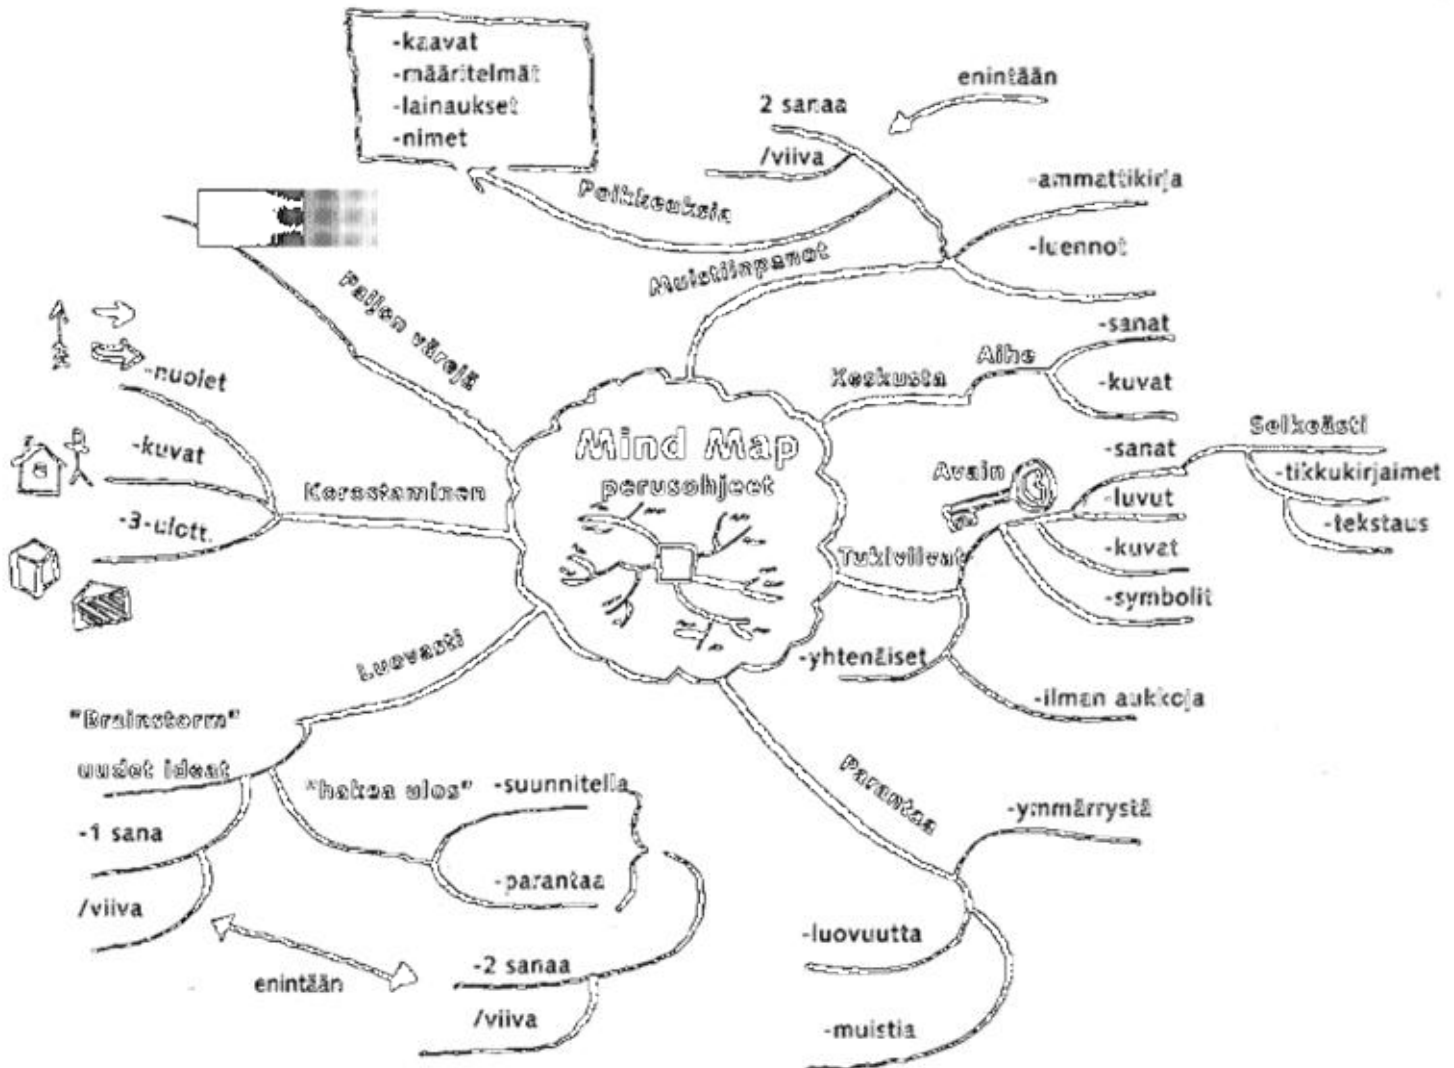 Mind Map
perusohjeet
Muistiinpanot
2 sanaa
/viiva
enintään
Poikkeuksia
-kaavat
-määritelmät
-lainaukset
-nimet
-ammattikirja
-luennot
Keskusta
Aihe
-sanat
-kuvat
Tukiviivat
Avain
-sanat
Selkeästi
-tikkukirjaimet
-tekstaus
-luvut
-kuvat
-symbolit
-yhtenäiset
-ilman aukkoja
Parantaa
-ymmärrystä
-luovuutta
-muistia
Luovasti
"Brainstorm"
uudet ideat
-1 sana
/viiva
"hakea ulos"
-suunnitella
-parantaa
-2 sanaa
/viiva
enintään
Korostaminen
-nuolet
-kuvat
-3-ulott.
Paljon värejä